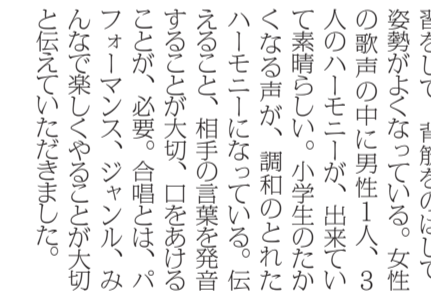 習をして、背筋をのばして
姿勢がよくなっている。女性
の歌声の中に男性1人、3
人のハーモニーが、出来てい
て素晴らしい。小学生のたか
くなる声が、調和のとれた
ハーモニーになっている。伝
えること、相手の言葉を発音
することが大切、口をあける
ことが、必要。合唱とは、パ
フォーマンス、ジャンル、み
んなで楽しくやることが大切
と伝えていただきました。